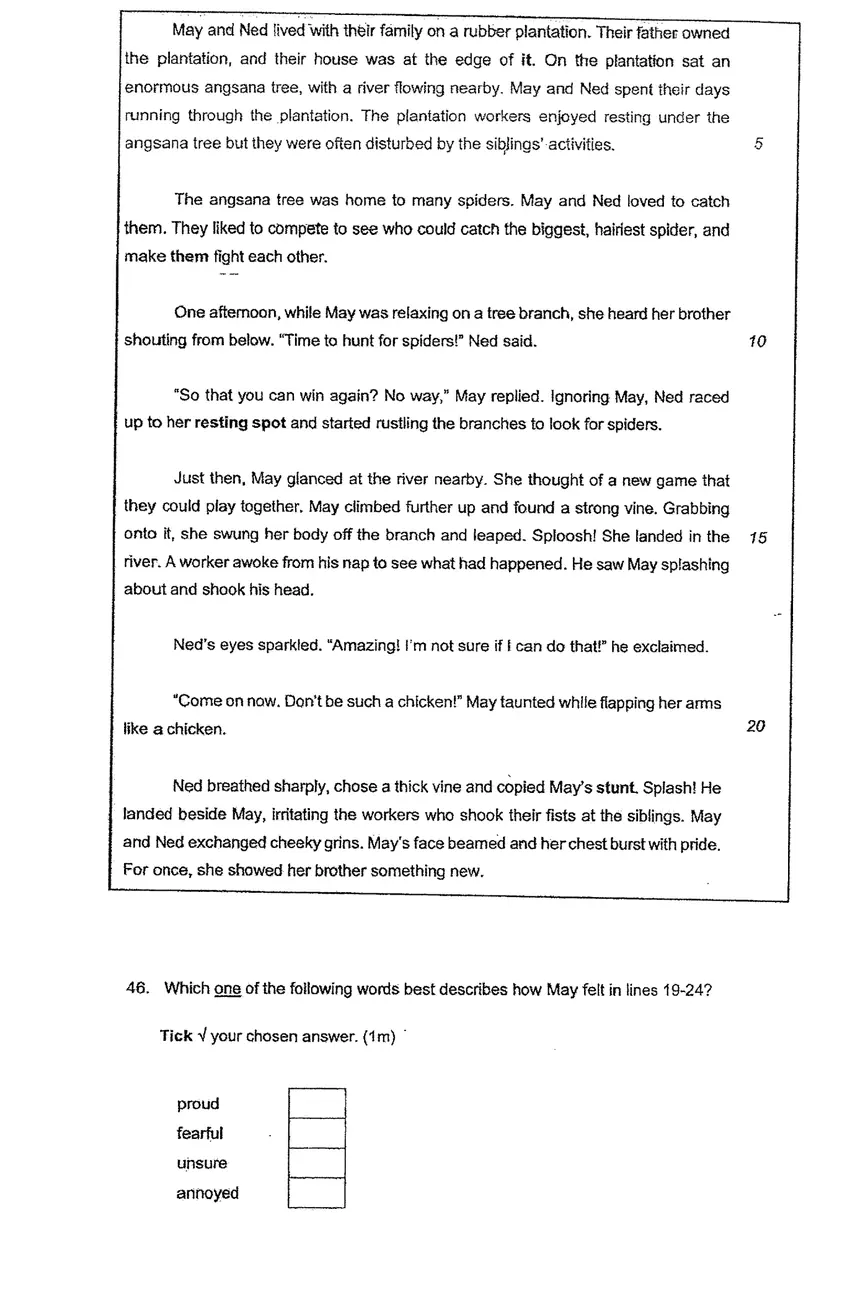 May and Ned lived with their family on a rubber plantation. Their father owned
the plantation, and their house was at the edge of it. On the plantation sat an
enormous angsana tree, with a river flowing nearby. May and Ned spent their days
running through the plantation. The plantation workers enjoyed resting under the
angsana tree but they were often disturbed by the siblings' activities. 5
The angsana tree was home to many spiders. May and Ned loved to catch
them. They liked to compete to see who could catch the biggest, hairiest spider, and
make them fight each other.
One afternoon, while May was relaxing on a tree branch, she heard her brother
shouting from below. "Time to hunt for spiders!" Ned said. 10
"So that you can win again? No way," May replied. Ignoring May, Ned raced
up to her resting spot and started rustling the branches to look for spiders.
Just then, May glanced at the river nearby. She thought of a new game that
they could play together. May climbed further up and found a strong vine. Grabbing
onto it, she swung her body off the branch and leaped. Sploosh! She landed in the 15
river. A worker awoke from his nap to see what had happened. He saw May splashing
about and shook his head.
Ned's eyes sparkled. "Amazing! I'm not sure if I can do that!" he exclaimed.
"Come on now. Don't be such a chicken!" May taunted while flapping her arms
like a chicken. 20
Ned breathed sharply, chose a thick vine and copied May's stunt. Splash! He
landed beside May, irritating the workers who shook their fists at the siblings. May
and Ned exchanged cheeky grins. May's face beamed and her chest burst with pride.
For once, she showed her brother something new.
46. Which one of the following words best describes how May felt in lines 19-24?
Tick √ your chosen answer. (1m)
proud
fearful
unsure
annoyed